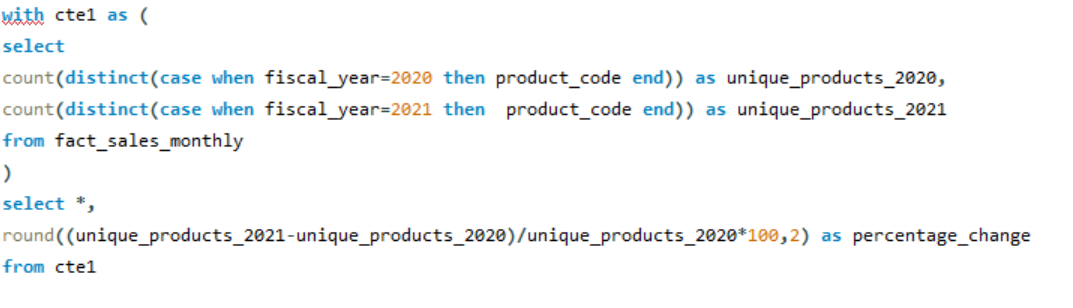 with cte1 as (
select
count(distinct(case when fiscal_year=2020 then product_code end)) as unique_products_2020,
count(distinct(case when fiscal_year=2021 then  product_code end)) as unique_products_2021
from fact_sales_monthly
)
select *,
round((unique_products_2021-unique_products_2020)/unique_products_2020*100,2) as percentage_change
from cte1